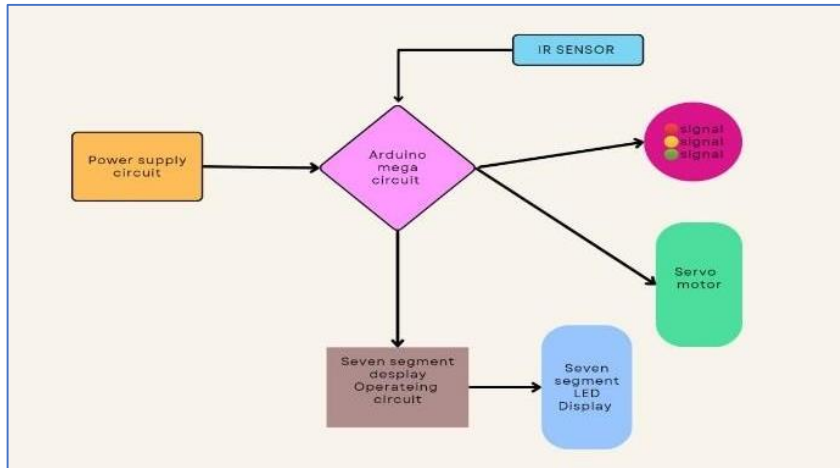 IR SENSOR
signal
signal
signal
Power supply
circuit
Arduino
mega
circuit
Servo
motor
Seven segment
desplay
Operateing
circuit
Seven
segment
LED
Display